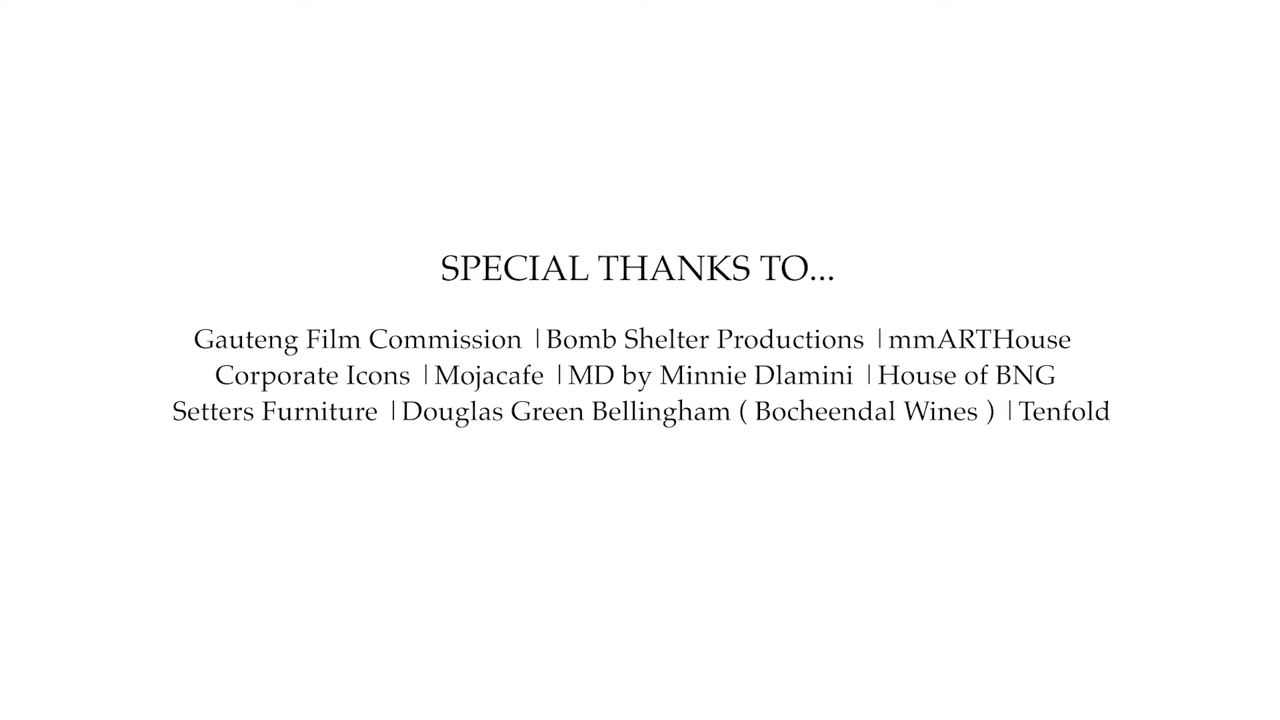 SPECIAL THANKS TO...
Gauteng Film Commission |Bomb Shelter Productions |mmARTHouse
Corporate Icons |Mojacafe |MD by Minnie Dlamini |House of BNG
Setters Furniture |Douglas Green Bellingham ( Bocheendal Wines ) |Tenfold